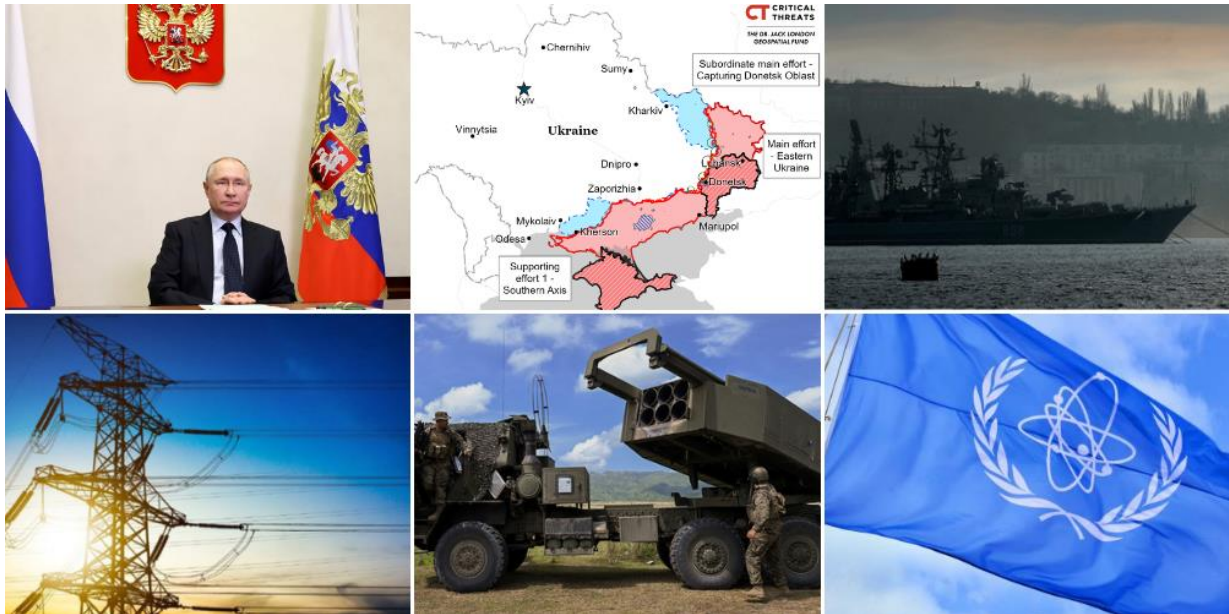 CT CRITICAL
THREATS
THE DR. JACK LONDON
GEOSPATIAL FUND
Chernihiv
Sumy
Subordinate main effort -
Capturing Donetsk Oblast
Kyiv
Kharkiv
Vinnytsia
Ukraine
Main effort
- Eastern
Ukraine
Dnipro
Luhansk
Donetsk
Zaporizhia
Mykolaiv
Mariupol
Odesa
Kherson
Supporting
effort 1 -
Southern Axis